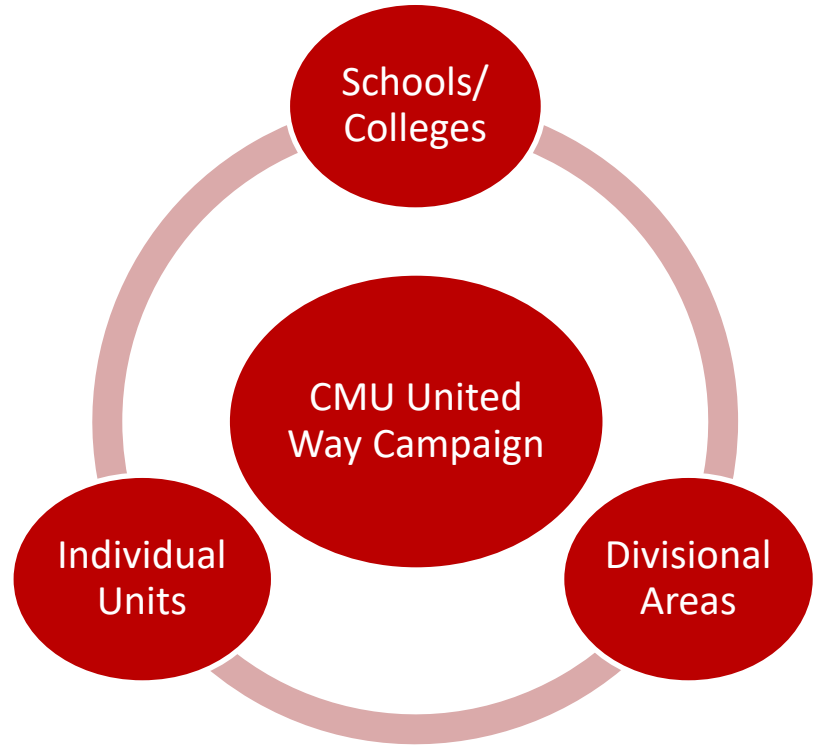 Schools/
Colleges
CMU United
Way Campaign
Individual
Units
Divisional
Areas